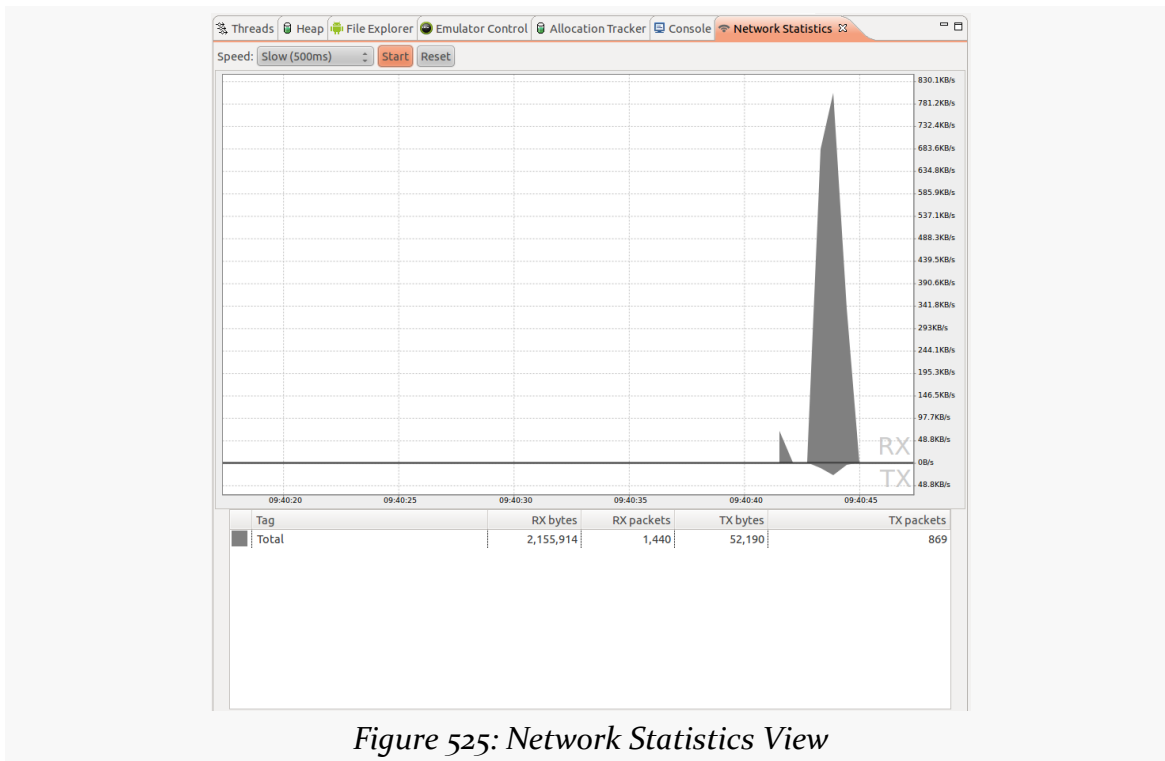 Threads Heap File Explorer Emulator Control Allocation Tracker Console Network Statistics
Speed: Slow (500ms) Start Reset
830.1KB/s
781.2KB/s
732.4KB/s
683.6KB/s
634.8KB/s
585.9KB/s
537.1KB/s
488.3KB/s
439.5KB/s
390.6KB/s
341.8KB/s
293KB/s
244.1KB/s
195.3KB/s
146.5KB/s
97.7KB/s
48.8KB/s
RX
0B/s
TX
48.8KB/s
09:40:20 09:40:25 09:40:30 09:40:35 09:40:40 09:40:45
Tag RX bytes RX packets TX bytes TX packets
Total 2,155,914 1,440 52,190 869
Figure 525: Network Statistics View